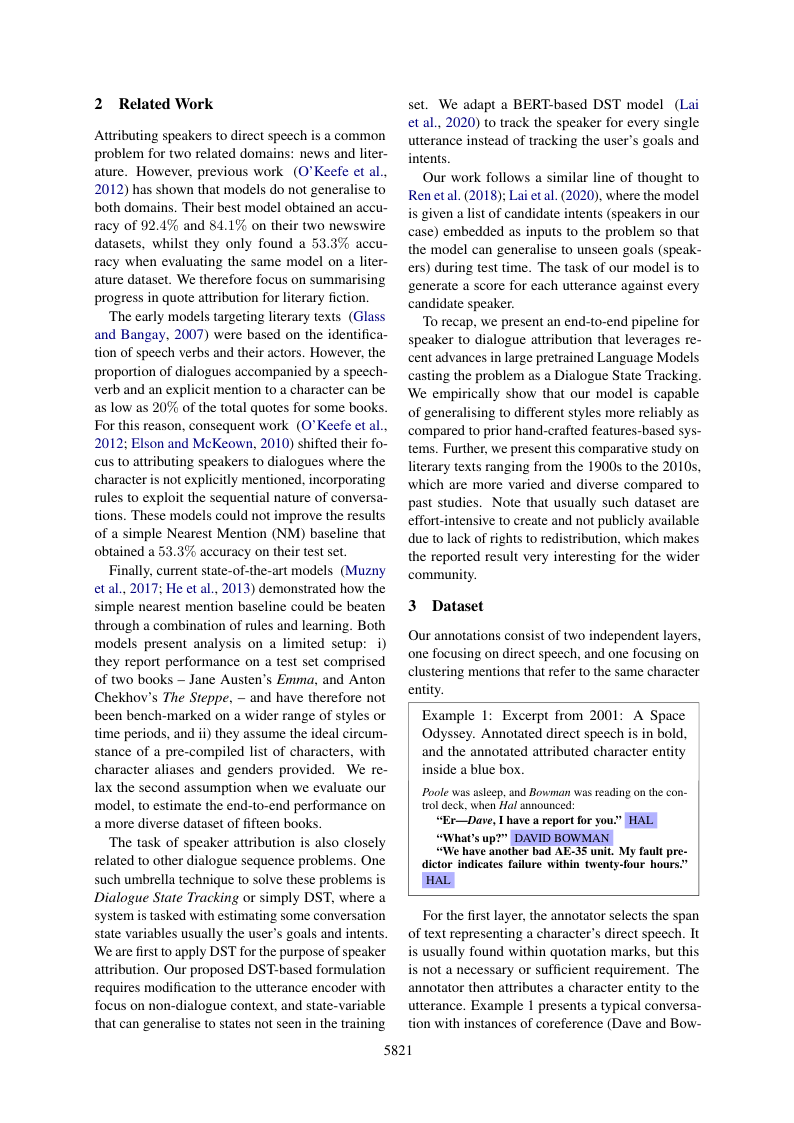 2 Related Work
Attributing speakers to direct speech is a common
problem for two related domains: news and liter-
ature. However, previous work (O'Keefe et al.,
2012) has shown that models do not generalise to
both domains. Their best model obtained an accu-
racy of 92.4% and 84.1% on their two newswire
datasets, whilst they only found a 53.3% accu-
racy when evaluating the same model on a liter-
ature dataset. We therefore focus on summarising
progress in quote attribution for literary fiction.
The early models targeting literary texts (Glass
and Bangay, 2007) were based on the identifica-
tion of speech verbs and their actors. However, the
proportion of dialogues accompanied by a speech-
verb and an explicit mention to a character can be
as low as 20% of the total quotes for some books.
For this reason, consequent work (O'Keefe et al.,
2012; Elson and McKeown, 2010) shifted their fo-
cus to attributing speakers to dialogues where the
character is not explicitly mentioned, incorporating
rules to exploit the sequential nature of conversa-
tions. These models could not improve the results
of a simple Nearest Mention (NM) baseline that
obtained a 53.3% accuracy on their test set.
Finally, current state-of-the-art models (Muzny
et al., 2017; He et al., 2013) demonstrated how the
simple nearest mention baseline could be beaten
through a combination of rules and learning. Both
models present analysis on a limited setup: i)
they report performance on a test set comprised
of two books – Jane Austen's Emma, and Anton
Chekhov's The Steppe, – and have therefore not
been bench-marked on a wider range of styles or
time periods, and ii) they assume the ideal circum-
stance of a pre-compiled list of characters, with
character aliases and genders provided. We re-
lax the second assumption when we evaluate our
model, to estimate the end-to-end performance on
a more diverse dataset of fifteen books.
The task of speaker attribution is also closely
related to other dialogue sequence problems. One
such umbrella technique to solve these problems is
Dialogue State Tracking or simply DST, where a
system is tasked with estimating some conversation
state variables usually the user's goals and intents.
We are first to apply DST for the purpose of speaker
attribution. Our proposed DST-based formulation
requires modification to the utterance encoder with
focus on non-dialogue context, and state-variable
that can generalise to states not seen in the training
set. We adapt a BERT-based DST model (Lai
et al., 2020) to track the speaker for every single
utterance instead of tracking the user's goals and
intents.
Our work follows a similar line of thought to
Ren et al. (2018); Lai et al. (2020), where the model
is given a list of candidate intents (speakers in our
case) embedded as inputs to the problem so that
the model can generalise to unseen goals (speak-
ers) during test time. The task of our model is to
generate a score for each utterance against every
candidate speaker.
To recap, we present an end-to-end pipeline for
speaker to dialogue attribution that leverages re-
cent advances in large pretrained Language Models
casting the problem as a Dialogue State Tracking.
We empirically show that our model is capable
of generalising to different styles more reliably as
compared to prior hand-crafted features-based sys-
tems. Further, we present this comparative study on
literary texts ranging from the 1900s to the 2010s,
which are more varied and diverse compared to
past studies. Note that usually such dataset are
effort-intensive to create and not publicly available
due to lack of rights to redistribution, which makes
the reported result very interesting for the wider
community.
3 Dataset
Our annotations consist of two independent layers,
one focusing on direct speech, and one focusing on
clustering mentions that refer to the same character
entity.
Example 1: Excerpt from 2001: A Space
Odyssey. Annotated direct speech is in bold,
and the annotated attributed character entity
inside a blue box.
Poole was asleep, and Bowman was reading on the con-
trol deck, when Hal announced:
“Er—Dave, I have a report for you.” HAL
“What's up?” DAVID BOWMAN
“We have another bad AE-35 unit. My fault pre-
dictor indicates failure within twenty-four hours.”
HAL
For the first layer, the annotator selects the span
of text representing a character's direct speech. It
is usually found within quotation marks, but this
is not a necessary or sufficient requirement. The
annotator then attributes a character entity to the
utterance. Example 1 presents a typical conversa-
tion with instances of coreference (Dave and Bow-
5821